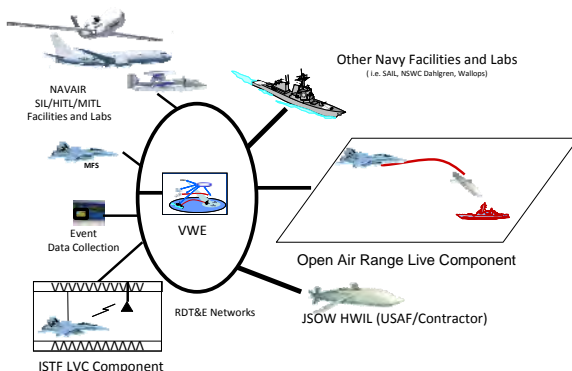 NAVAIR
SIL/HITL/MITL
Facilities and Labs
Other Navy Facilities and Labs
( i.e. SAIL, NSWC Dahlgren, Wallops)
MFS
VWE
Event
Data Collection
Open Air Range Live Component
RDT&E Networks
JSOW HWIL (USAF/Contractor)
ISTF LVC Component